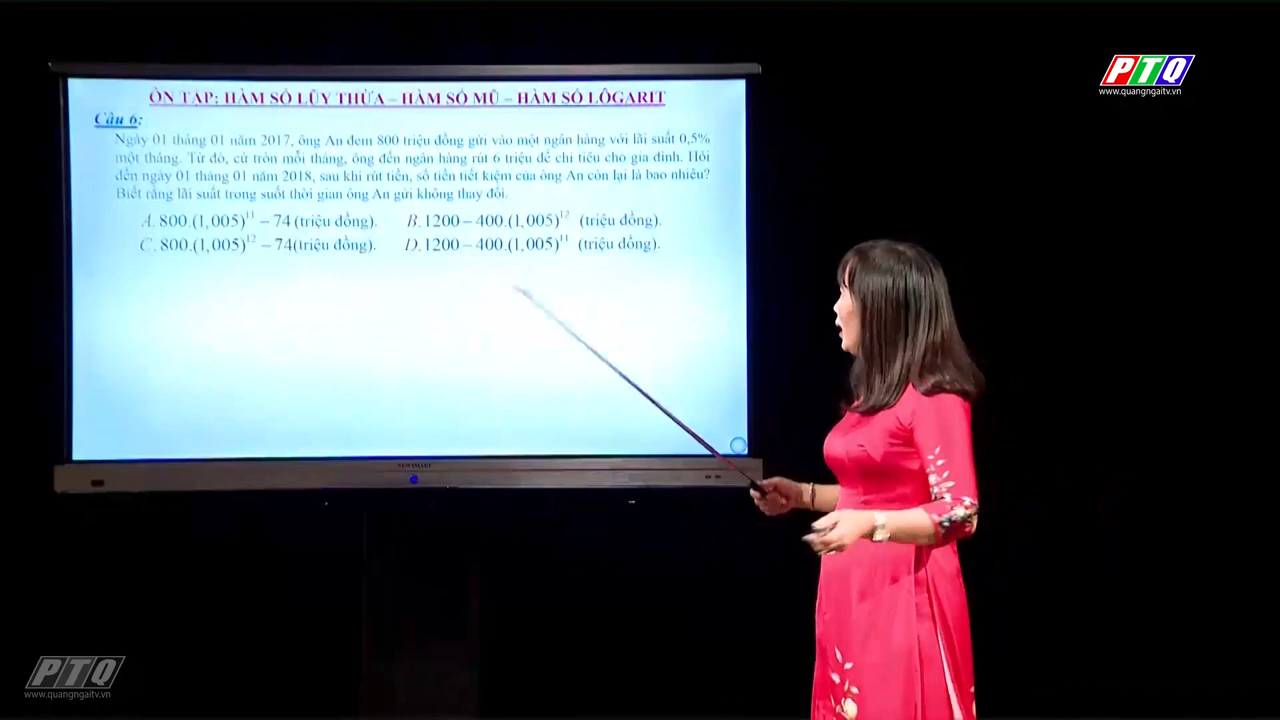 PTQ
www.quangngaitv.vn
ÔN TẬP: HÀM SỐ LŨY THỪA – HÀM SỐ MŨ – HÀM SỐ LÔGARIT
Câu 6:
Ngày 01 tháng 01 năm 2017, ông An đem 800 triệu đồng gửi vào một ngân hàng với lãi suất 0,5%
một tháng. Từ đó, cứ tròn mỗi tháng, ông đến ngân hàng rút 6 triệu để chi tiêu cho gia đình. Hỏi
đến ngày 01 tháng 01 năm 2018, sau khi rút tiền, số tiền tiết kiệm của ông An còn lại là bao nhiêu?
Biết rằng lãi suất trong suốt thời gian ông An gửi không thay đổi.
A. 800.(1,005)¹¹ – 74 (triệu đồng). B. 1200 – 400.(1,005)¹² (triệu đồng).
C. 800.(1,005)¹² – 74(triệu đồng). D. 1200 – 400.(1,005)¹¹ (triệu đồng).
NEWSMART
PTQ
www.quangngaitv.vn